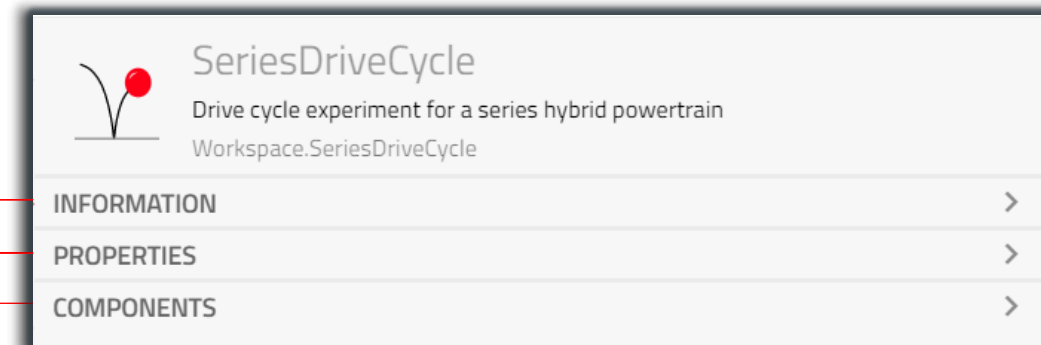 SeriesDriveCycle
Drive cycle experiment for a series hybrid powertrain
Workspace.SeriesDriveCycle
INFORMATION
PROPERTIES
COMPONENTS